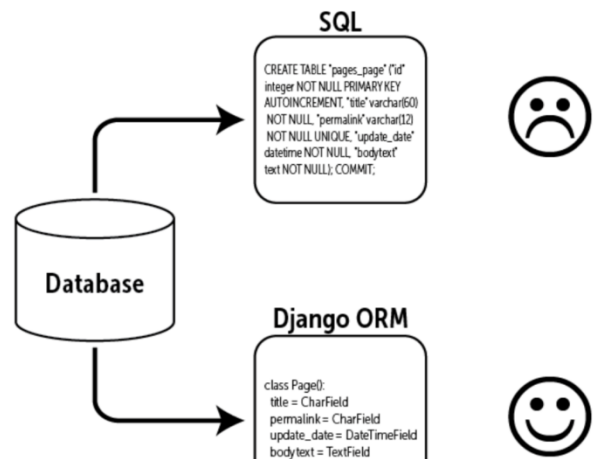 SQL
CREATE TABLE "pages_page" ("id"
integer NOT NULL PRIMARY KEY
AUTOINCREMENT, "title" varchar(60)
NOT NULL, "permalink" varchar(12)
NOT NULL UNIQUE, "update_date"
datetime NOT NULL, "bodytext"
text NOT NULL); COMMIT;
Database
Django ORM
class Page():
title = CharField
permalink = CharField
update_date = DateTimeField
bodytext = TextField